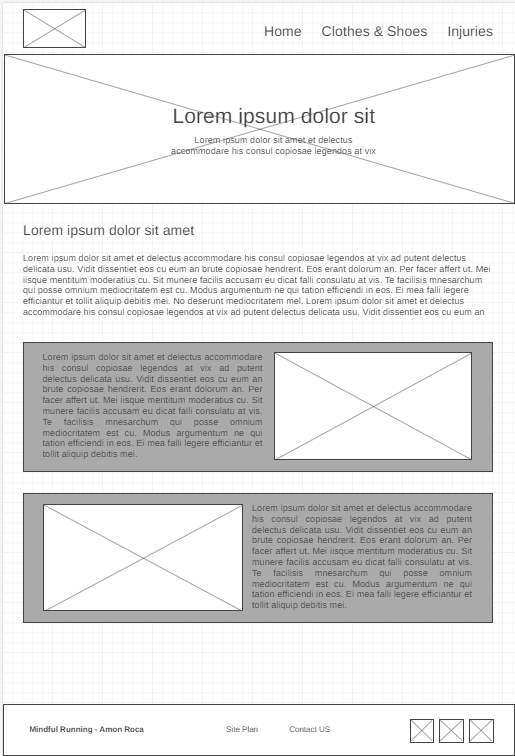 Home Clothes & Shoes Injuries
Lorem ipsum dolor sit
Lorem ipsum dolor sit amet et delectus
accommodare his consul copiosae legendos at vix
Lorem ipsum dolor sit amet
Lorem ipsum dolor sit amet et delectus accommodare his consul copiosae legendos at vix ad putent delectus
delicata usu. Vidit dissentiet eos cu eum an brute copiosae hendrerit. Eos erant dolorum an. Per facer affert ut. Mei
iisque mentitum moderatius cu. Sit munere facilis accusam eu dicat falli consulatu at vis. Te facilisis mnesarchum
qui posse omnium mediocritatem est cu. Modus argumentum ne qui tation efficiendi in eos. Ei mea falli legere
efficiantur et tollit aliquip debitis mei. No deserunt mediocritatem mel. Lorem ipsum dolor sit amet et delectus
accommodare his consul copiosae legendos at vix ad putent delectus delicata usu. Vidit dissentiet eos cu eum an
Lorem ipsum dolor sit amet et delectus accommodare
his consul copiosae legendos at vix ad putent
delectus delicata usu. Vidit dissentiet eos cu eum an
brute copiosae hendrerit. Eos erant dolorum an. Per
facer affert ut. Mei iisque mentitum moderatius cu. Sit
munere facilis accusam eu dicat falli consulatu at vis.
Te facilisis mnesarchum qui posse omnium
mediocritatem est cu. Modus argumentum ne qui
tation efficiendi in eos. Ei mea falli legere efficiantur et
tollit aliquip debitis mei.
Lorem ipsum dolor sit amet et delectus accommodare
his consul copiosae legendos at vix ad putent
delectus delicata usu. Vidit dissentiet eos cu eum an
brute copiosae hendrerit. Eos erant dolorum an. Per
facer affert ut. Mei iisque mentitum moderatius cu. Sit
munere facilis accusam eu dicat falli consulatu at vis.
Te facilisis mnesarchum qui posse omnium
mediocritatem est cu. Modus argumentum ne qui
tation efficiendi in eos. Ei mea falli legere efficiantur et
tollit aliquip debitis mei.
Mindful Running - Amon Roca Site Plan Contact US